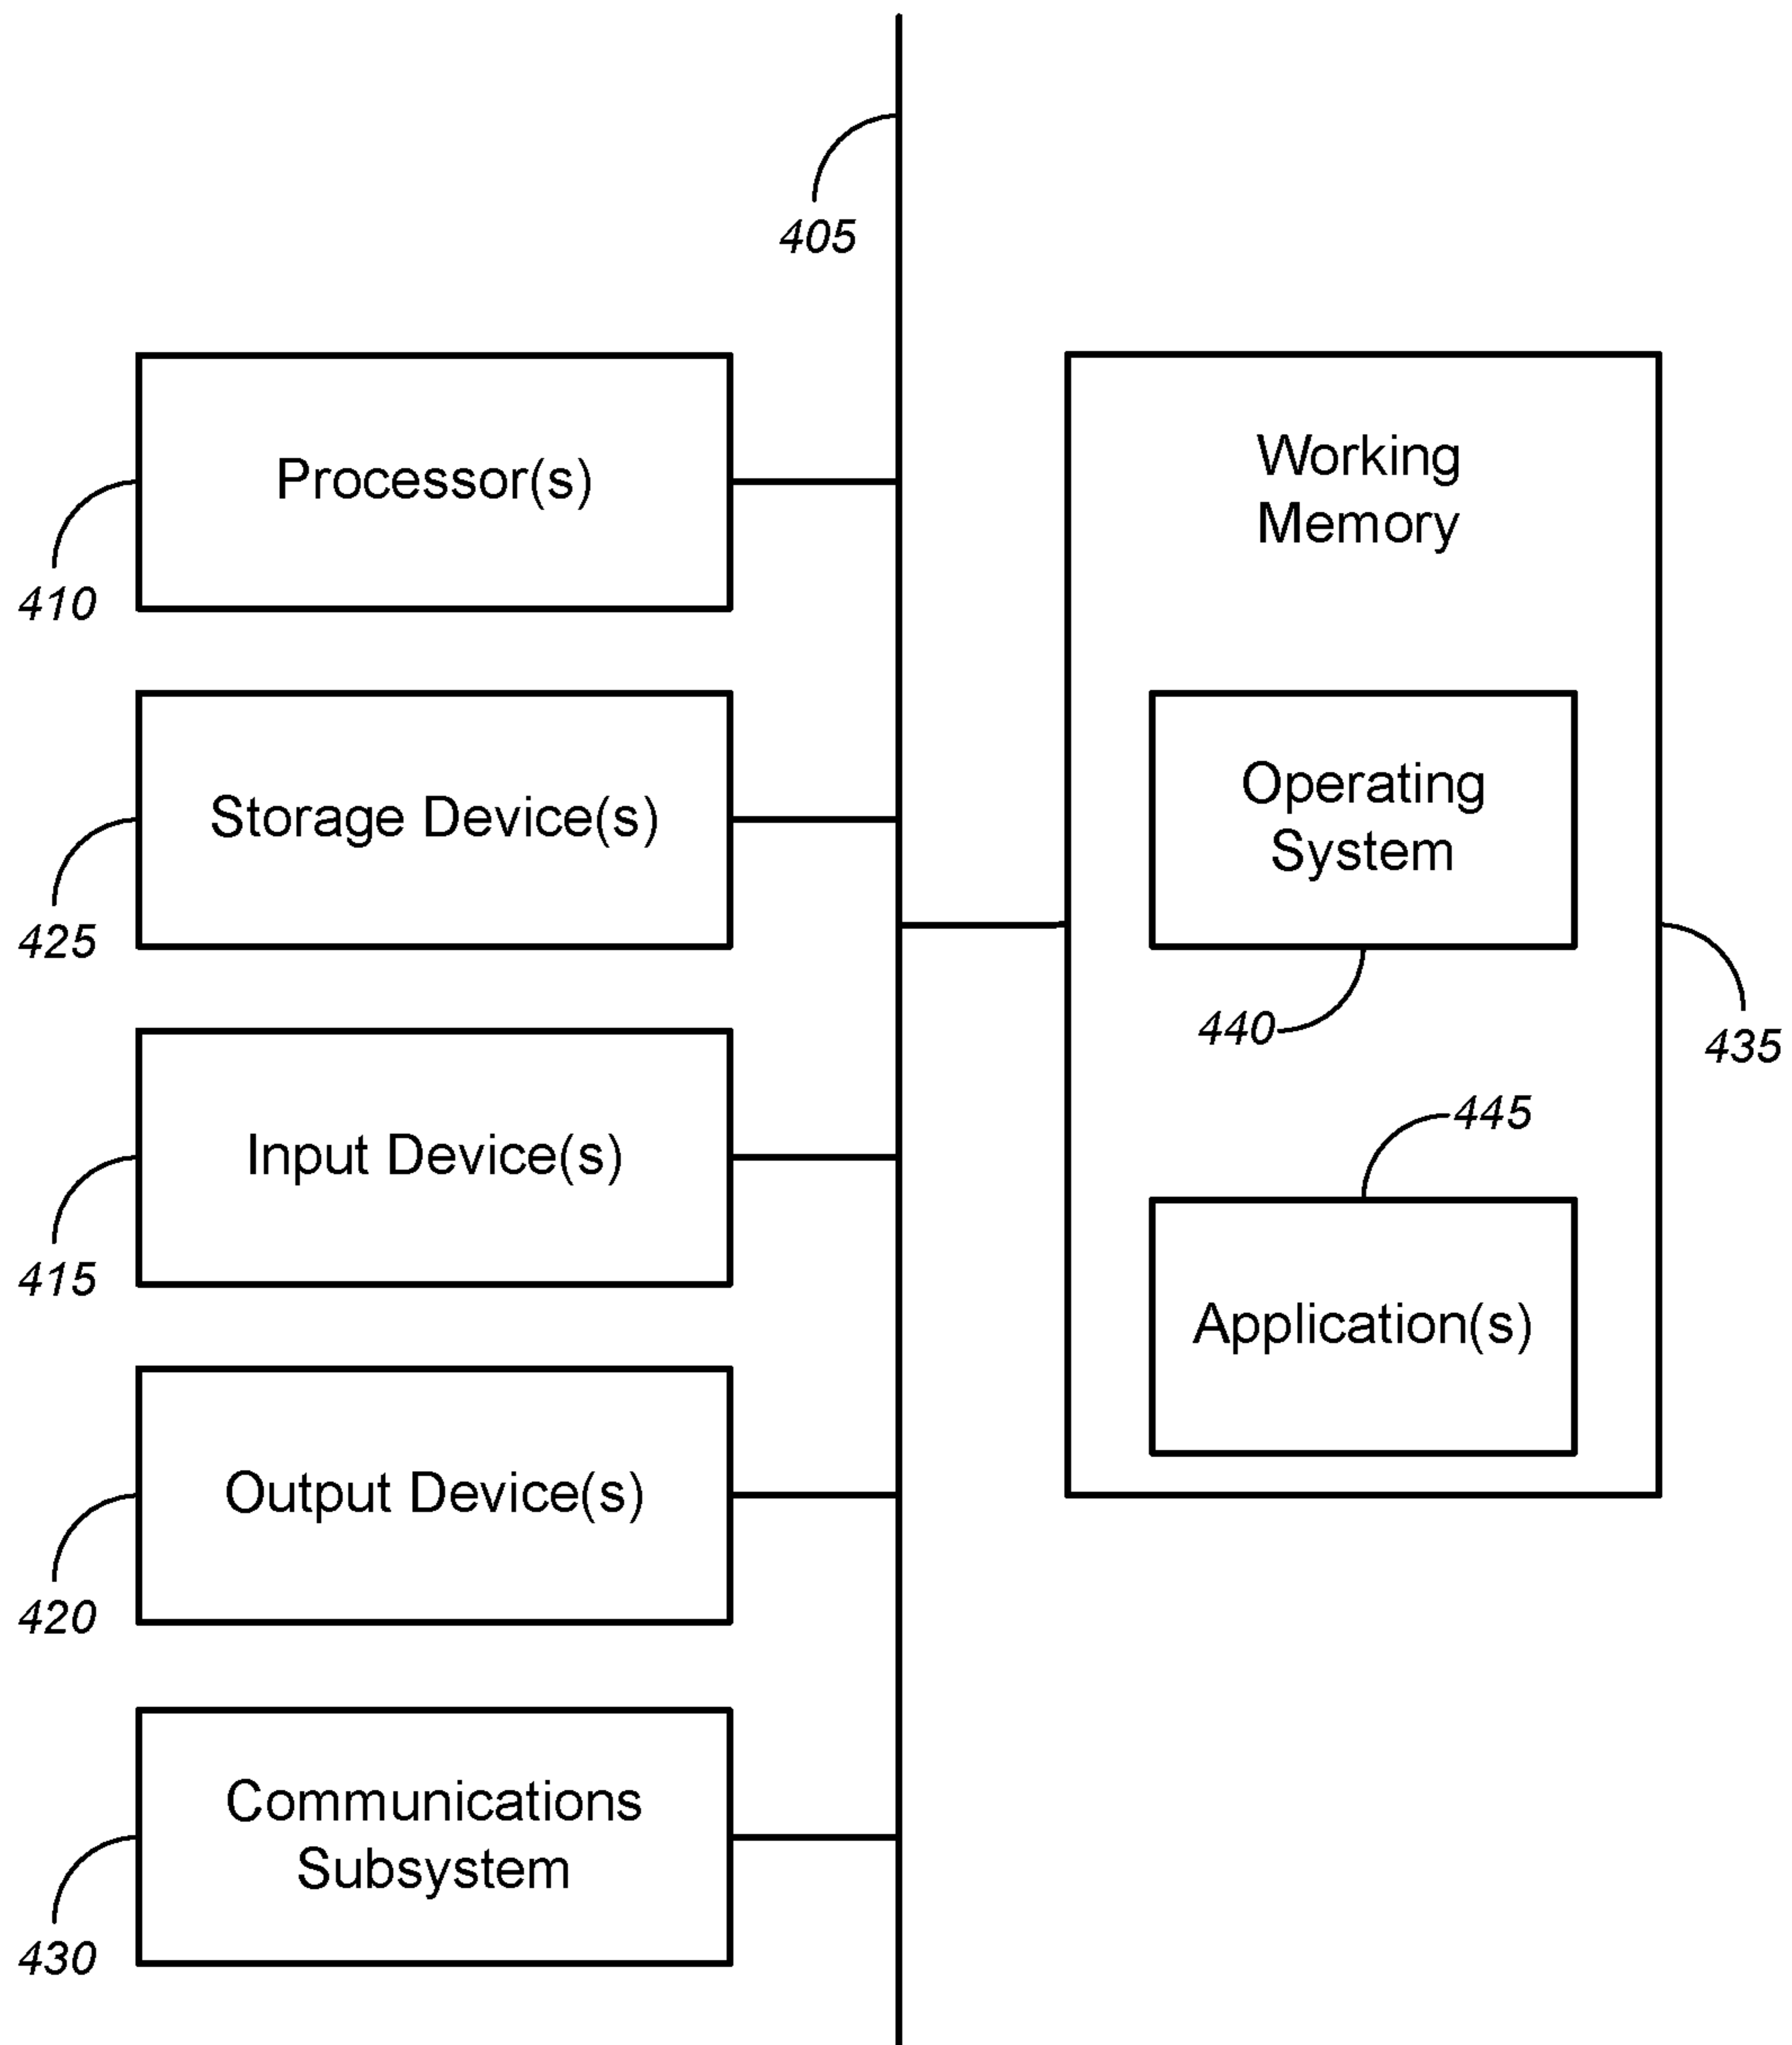 405
Processor(s)
410
Storage Device(s)
425
Input Device(s)
415
Output Device(s)
420
Communications
Subsystem
430
Working
Memory
Operating
System
440
435
445
Application(s)